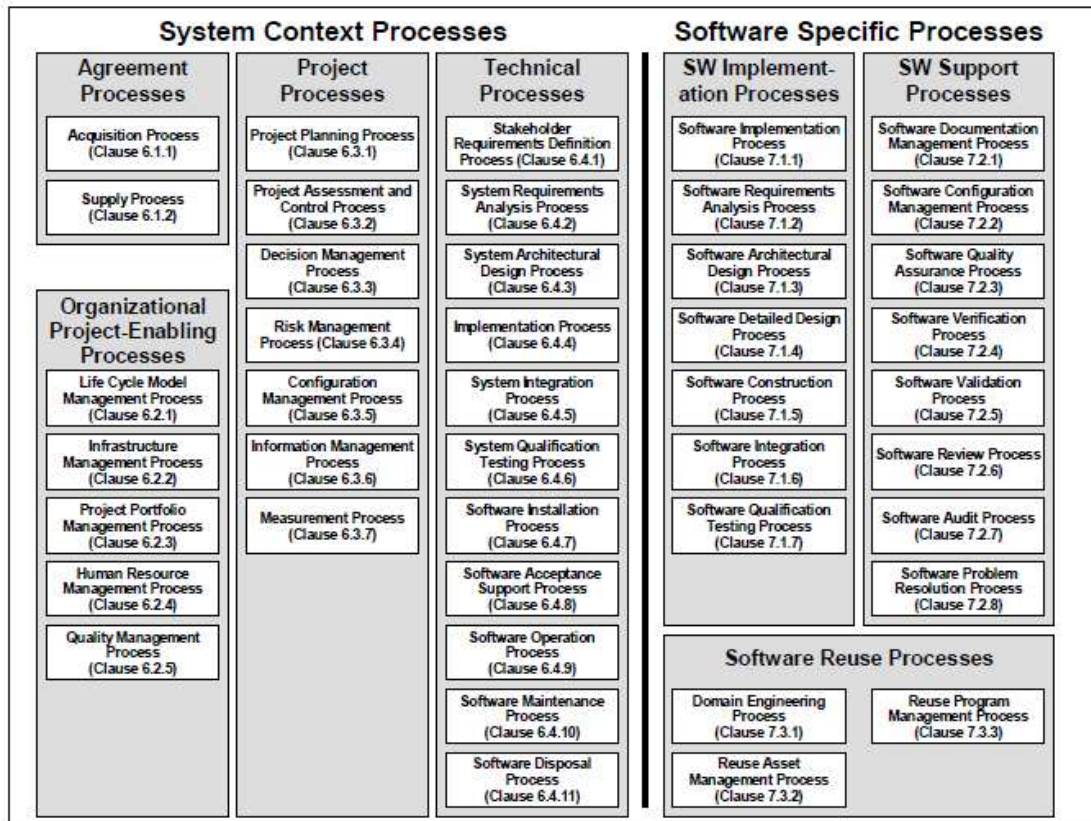 System Context Processes
Software Specific Processes
Agreement
Processes
Acquisition Process
(Clause 6.1.1)
Supply Process
(Clause 6.1.2)
Organizational
Project-Enabling
Processes
Life Cycle Model
Management Process
(Clause 6.2.1)
Infrastructure
Management Process
(Clause 6.2.2)
Project Portfolio
Management Process
(Clause 6.2.3)
Human Resource
Management Process
(Clause 6.2.4)
Quality Management
Process
(Clause 6.2.5)
Project
Processes
Project Planning Process
(Clause 6.3.1)
Project Assessment and
Control Process
(Clause 6.3.2)
Decision Management
Process
(Clause 6.3.3)
Risk Management
Process (Clause 6.3.4)
Configuration
Management Process
(Clause 6.3.5)
Information Management
Process
(Clause 6.3.6)
Measurement Process
(Clause 6.3.7)
Technical
Processes
Stakeholder
Requirements Definition
Process (Clause 6.4.1)
System Requirements
Analysis Process
(Clause 6.4.2)
System Architectural
Design Process
(Clause 6.4.3)
Implementation Process
(Clause 6.4.4)
System Integration
Process
(Clause 6.4.5)
System Qualification
Testing Process
(Clause 6.4.6)
Software Installation
Process
(Clause 6.4.7)
Software Acceptance
Support Process
(Clause 6.4.8)
Software Operation
Process
(Clause 6.4.9)
Software Maintenance
Process
(Clause 6.4.10)
Software Disposal
Process
(Clause 6.4.11)
SW Implement-
ation Processes
Software Implementation
Process
(Clause 7.1.1)
Software Requirements
Analysis Process
(Clause 7.1.2)
Software Architectural
Design Process
(Clause 7.1.3)
Software Detailed Design
Process
(Clause 7.1.4)
Software Construction
Process
(Clause 7.1.5)
Software Integration
Process
(Clause 7.1.6)
Software Qualification
Testing Process
(Clause 7.1.7)
SW Support
Processes
Software Documentation
Management Process
(Clause 7.2.1)
Software Configuration
Management Process
(Clause 7.2.2)
Software Quality
Assurance Process
(Clause 7.2.3)
Software Verification
Process
(Clause 7.2.4)
Software Validation
Process
(Clause 7.2.5)
Software Review Process
(Clause 7.2.6)
Software Audit Process
(Clause 7.2.7)
Software Problem
Resolution Process
(Clause 7.2.8)
Software Reuse Processes
Domain Engineering
Process
(Clause 7.3.1)
Reuse Asset
Management Process
(Clause 7.3.2)
Reuse Program
Management Process
(Clause 7.3.3)